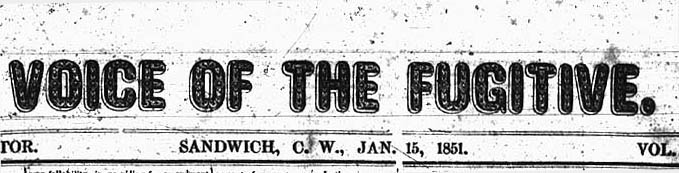 VOICE OF THE FUGITIVE.
TOR. SANDWICH, C. W., JAN. 15, 1851. VOL.